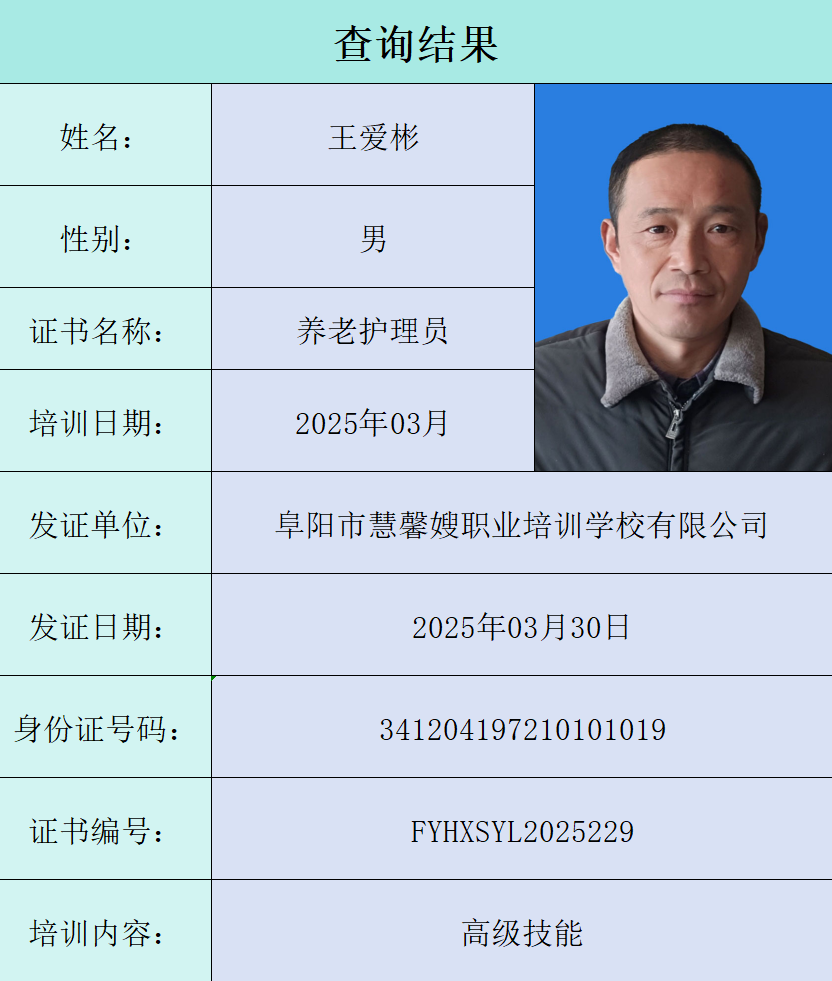 查询结果
姓名： 王爱彬
性别： 男
证书名称： 养老护理员
培训日期： 2025年03月
发证单位： 阜阳市慧馨嫂职业培训学校有限公司
发证日期： 2025年03月30日
身份证号码： 341204197210101019
证书编号： FYHXSYL2025229
培训内容： 高级技能